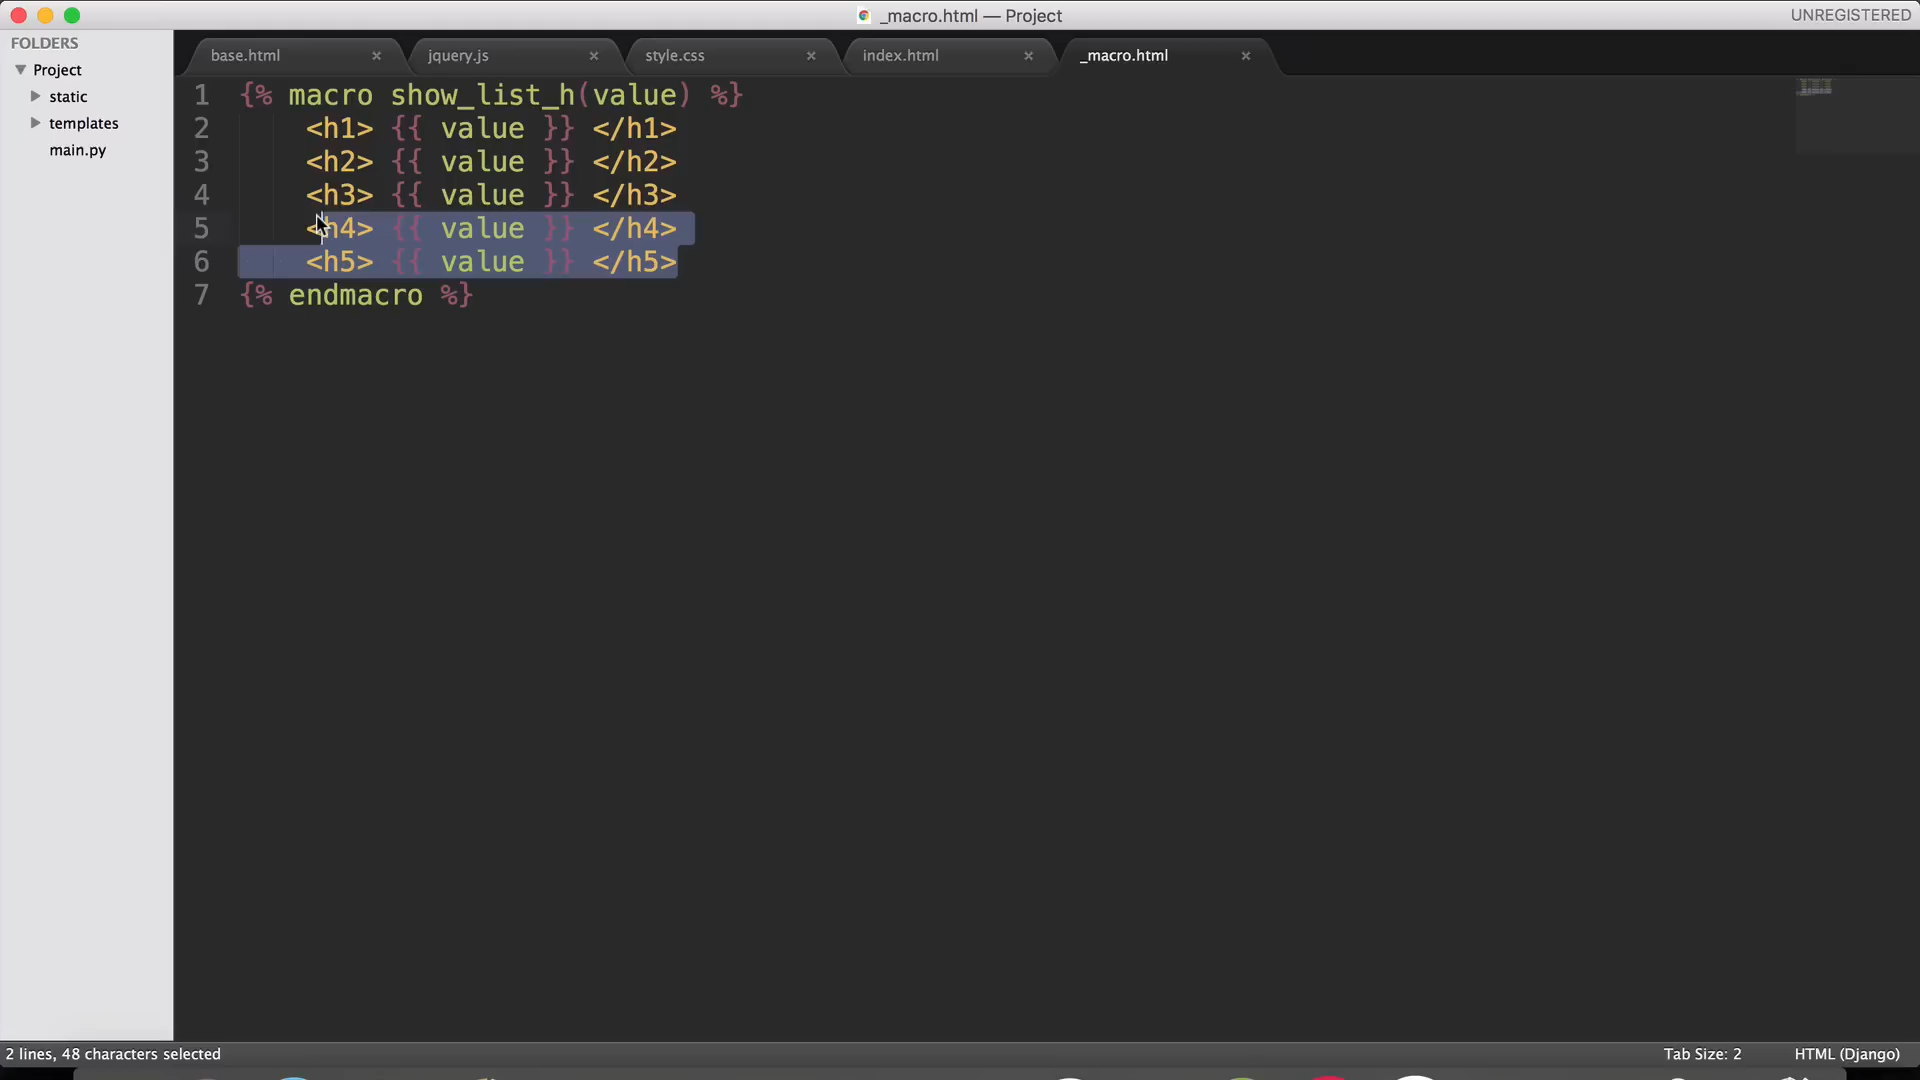 _macro.html — Project
UNREGISTERED
FOLDERS
Project
static
templates
main.py
base.html ×
jquery.js ×
style.css ×
index.html ×
_macro.html ×
1 {% macro show_list_h(value) %}
2 <h1> {{ value }} </h1>
3 <h2> {{ value }} </h2>
4 <h3> {{ value }} </h3>
5 <h4> {{ value }} </h4>
6 <h5> {{ value }} </h5>
7 {% endmacro %}
2 lines, 48 characters selected
Tab Size: 2
HTML (Django)